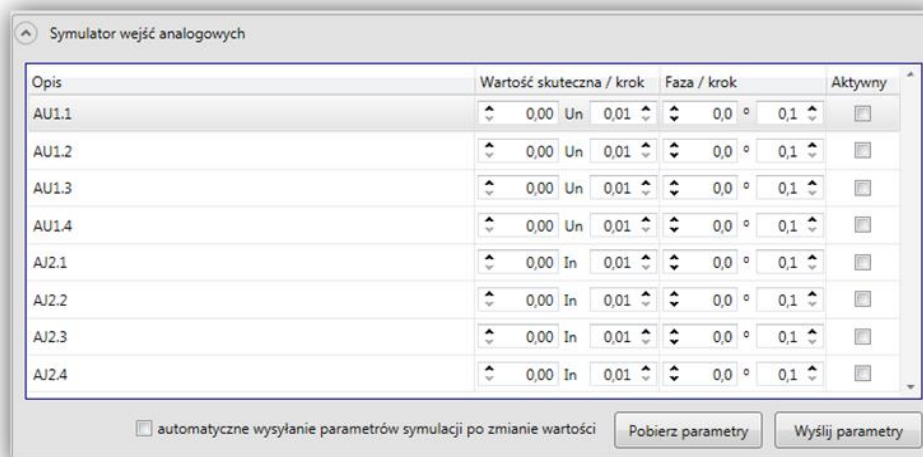 Symulator wejść analogowych
Opis Wartość skuteczna / krok Faza / krok Aktywny
AU1.1 0,00 Un 0,01 0,0 ° 0,1
AU1.2 0,00 Un 0,01 0,0 ° 0,1
AU1.3 0,00 Un 0,01 0,0 ° 0,1
AU1.4 0,00 Un 0,01 0,0 ° 0,1
AJ2.1 0,00 In 0,01 0,0 ° 0,1
AJ2.2 0,00 In 0,01 0,0 ° 0,1
AJ2.3 0,00 In 0,01 0,0 ° 0,1
AJ2.4 0,00 In 0,01 0,0 ° 0,1
automatyczne wysyłanie parametrów symulacji po zmianie wartości Pobierz parametry Wyślij parametry